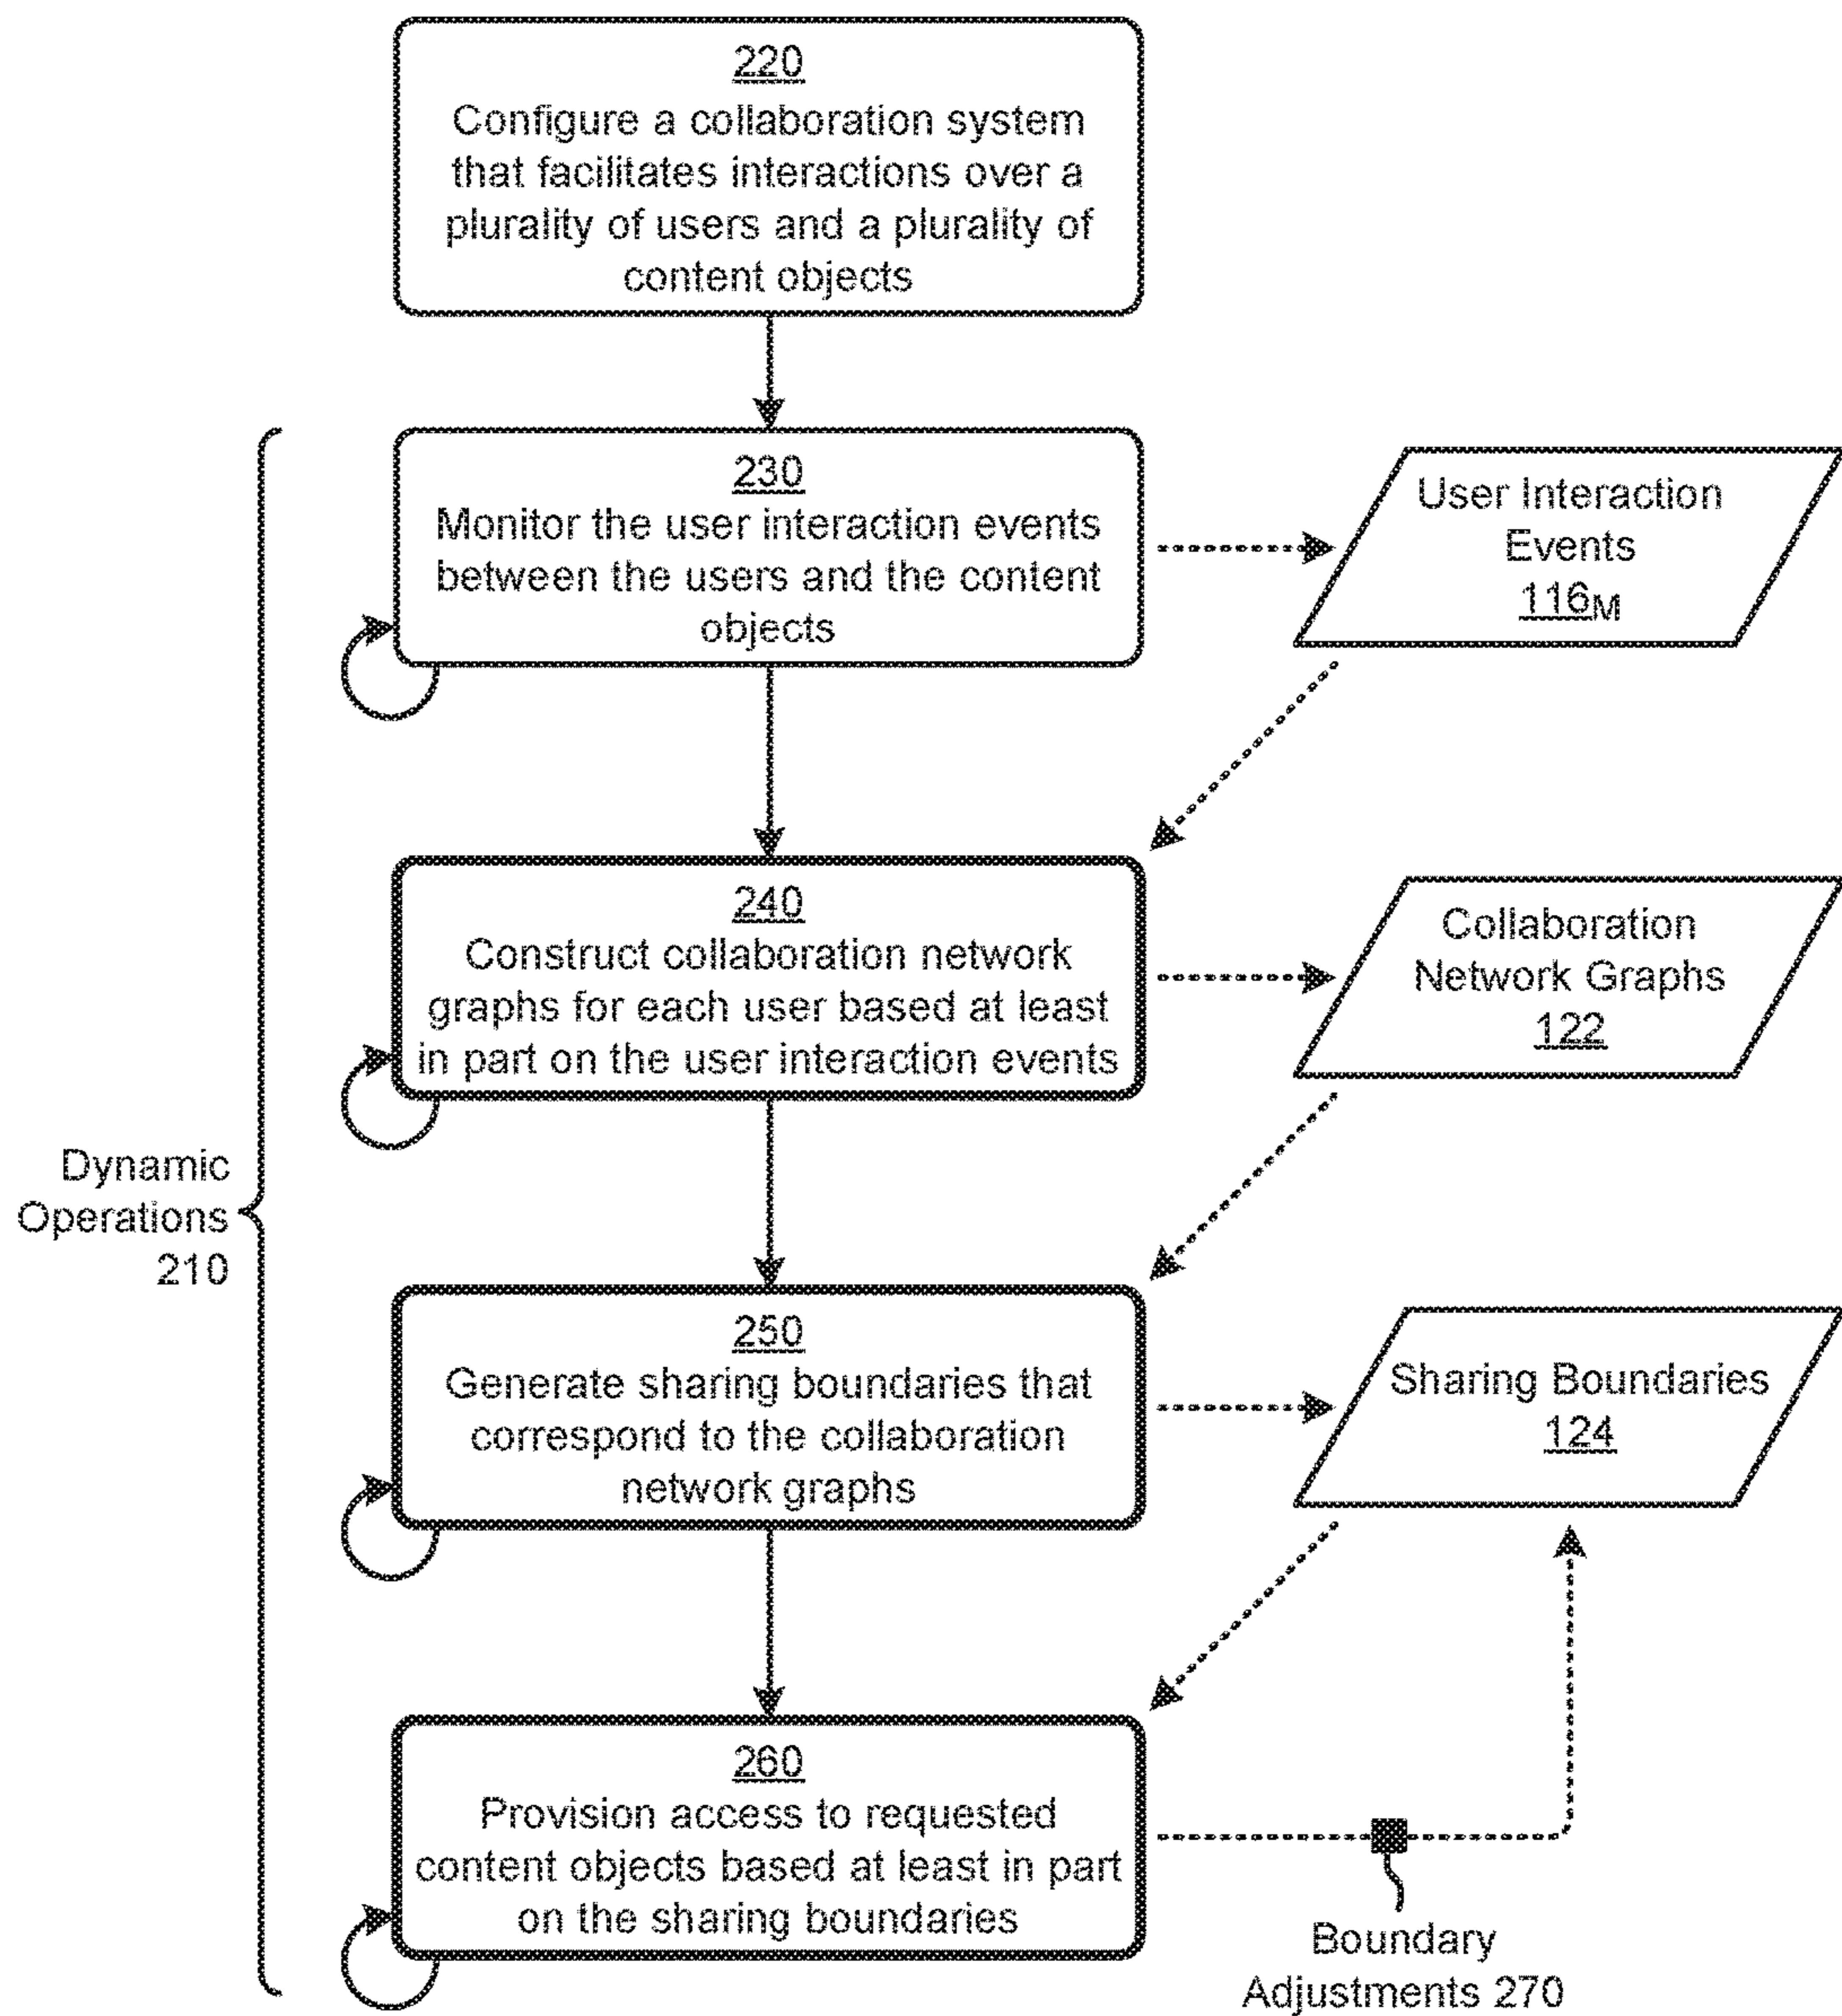 220
Configure a collaboration system
that facilitates interactions over a
plurality of users and a plurality of
content objects
230
Monitor the user interaction events
between the users and the content
objects
User Interaction
Events
116M
240
Construct collaboration network
graphs for each user based at least
in part on the user interaction events
Collaboration
Network Graphs
122
Dynamic
Operations
210
250
Generate sharing boundaries that
correspond to the collaboration
network graphs
Sharing Boundaries
124
260
Provision access to requested
content objects based at least in part
on the sharing boundaries
Boundary
Adjustments 270